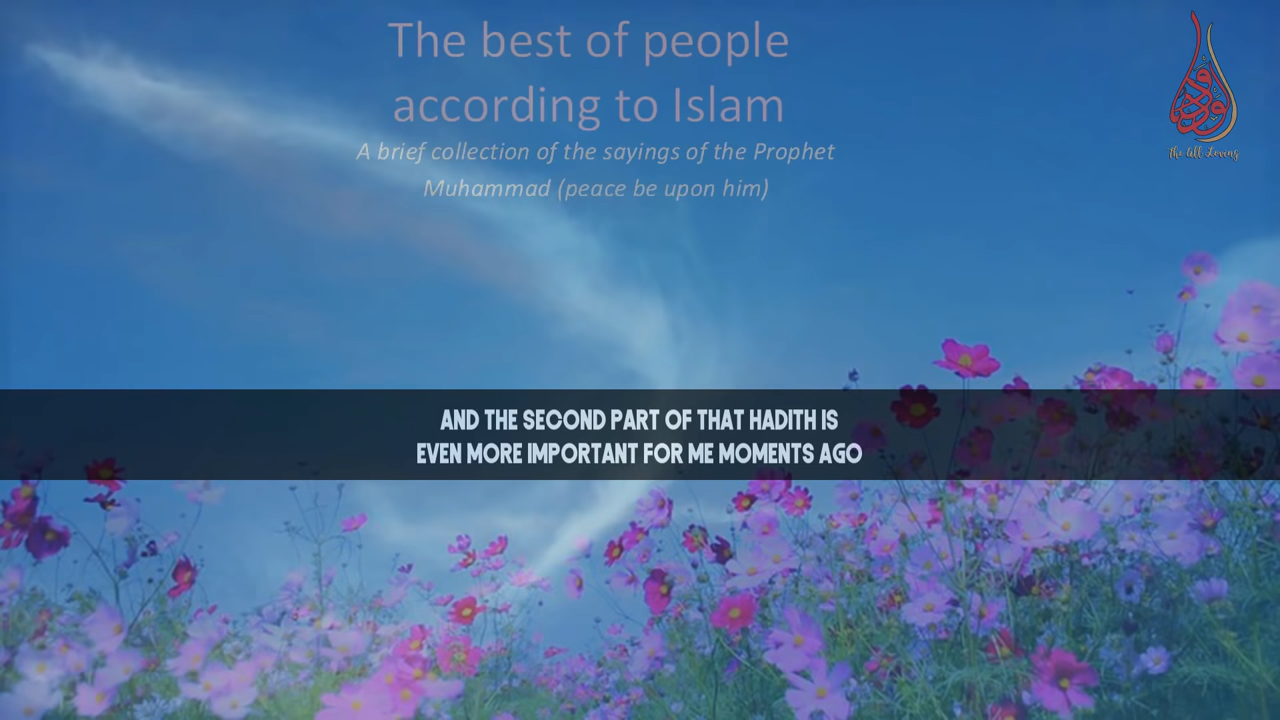 The best of people
according to Islam
A brief collection of the sayings of the Prophet
Muhammad (peace be upon him)
The All Loving
AND THE SECOND PART OF THAT HADITH IS
EVEN MORE IMPORTANT FOR ME MOMENTS AGO